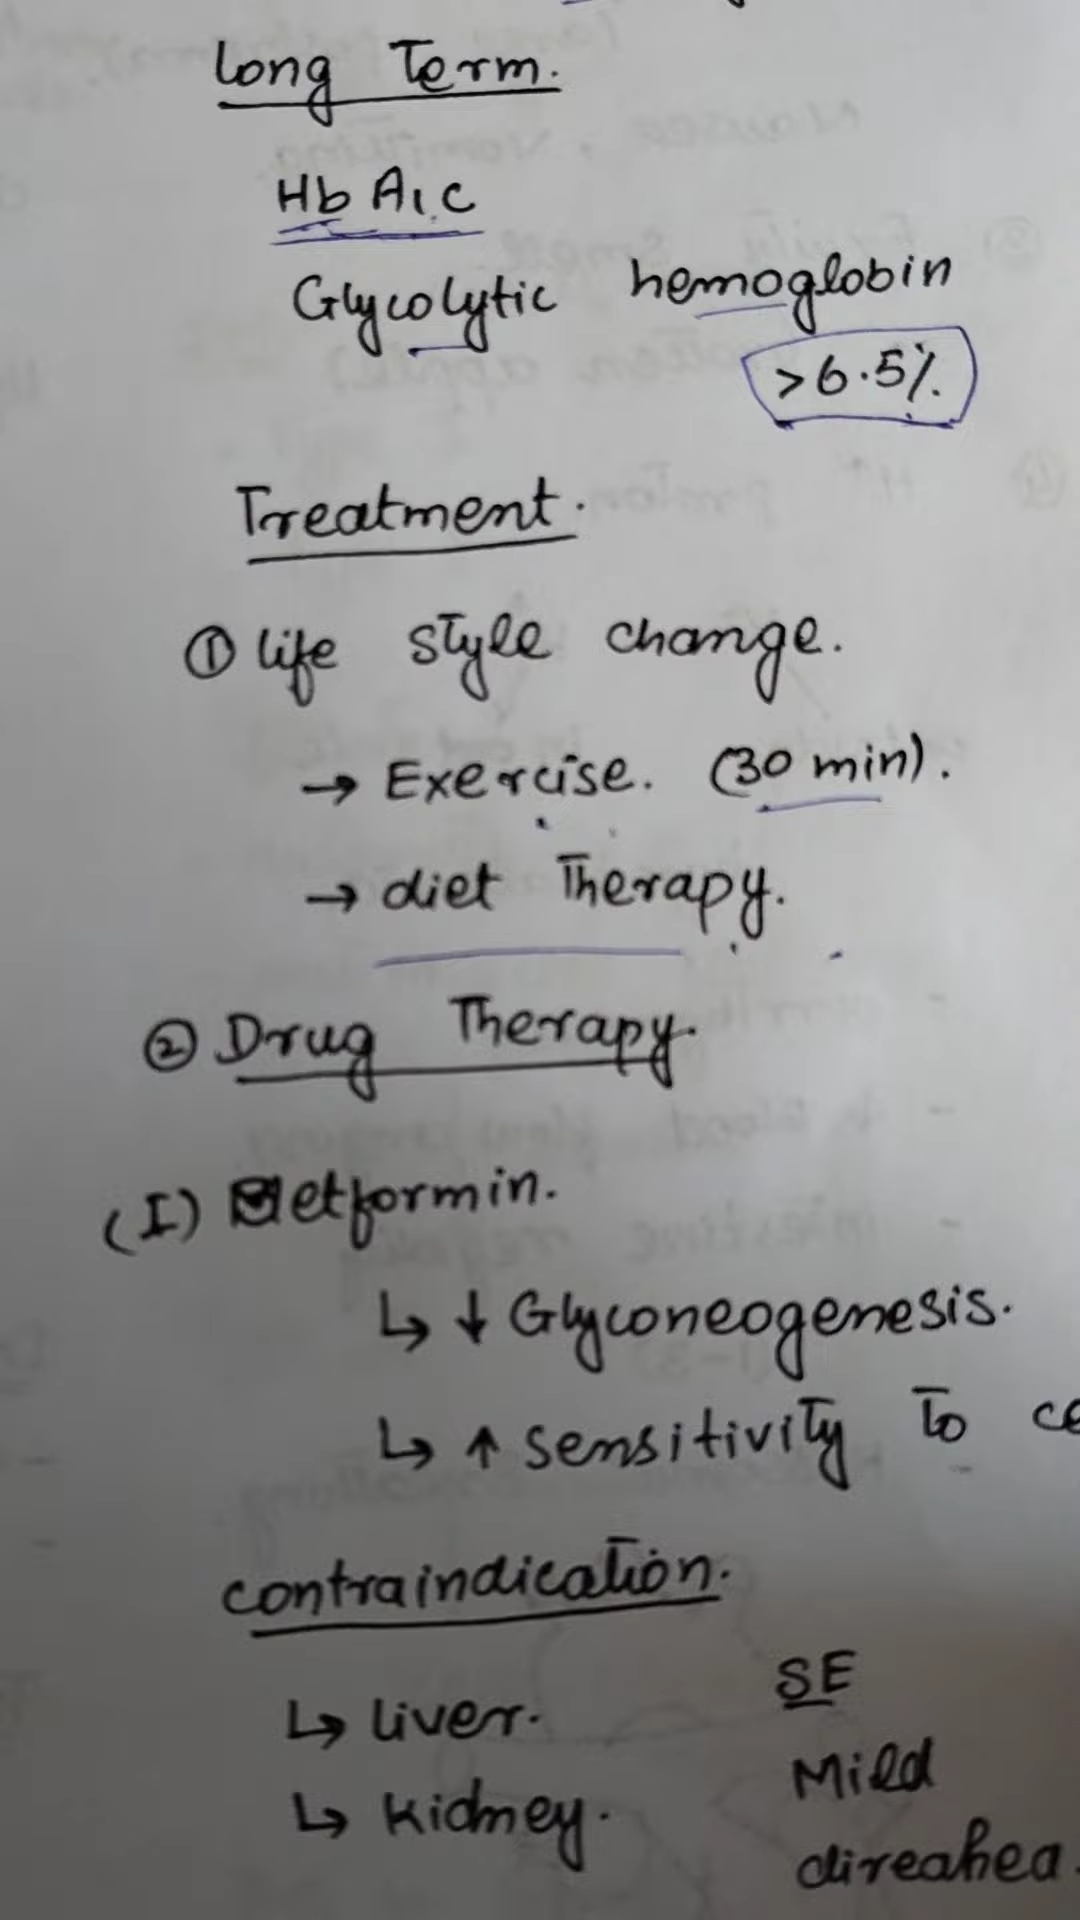 Long Term.
Hb A1C
Glycolytic hemoglobin
>6.5%
Treatment.
① life style change.
→ Exercise. (30 min).
→ diet Therapy.
② Drug Therapy.
(I) Metformin.
↳ ↓ Glyconeogenesis.
↳ ↑ sensitivity To ce
contraindication.
↳ liver.
↳ kidney.
SE
Mild
direahea.